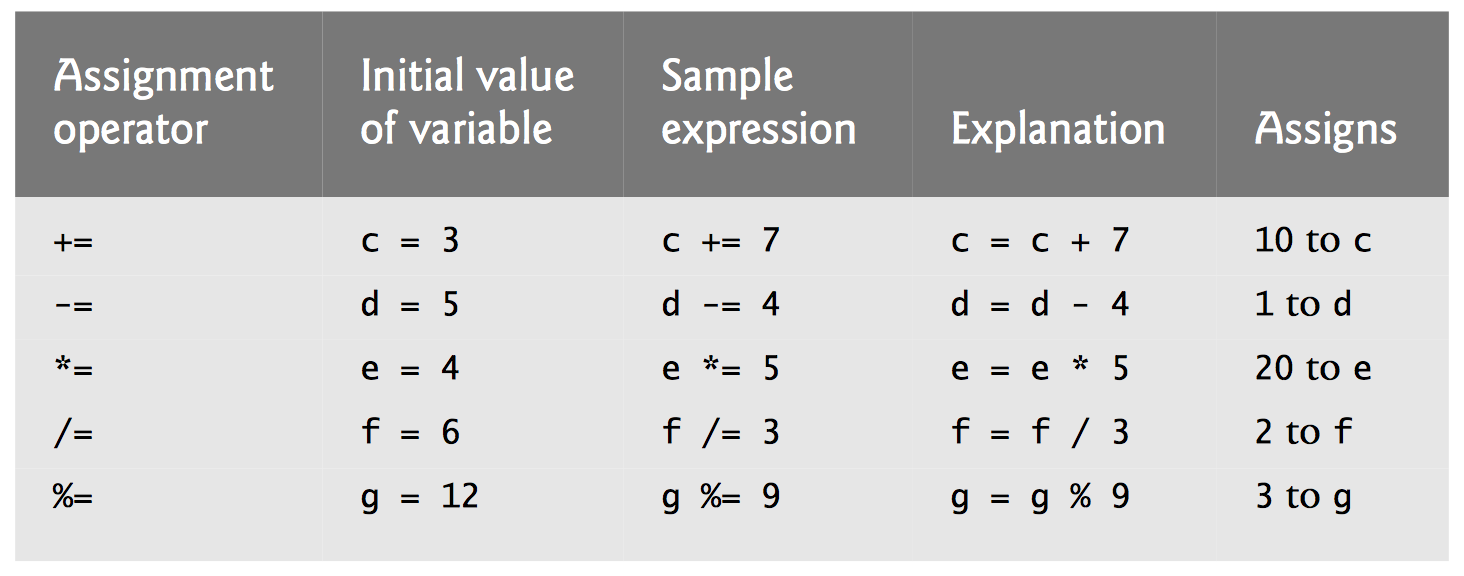 Assignment operator Initial value of variable Sample expression Explanation Assigns
+= c = 3 c += 7 c = c + 7 10 to c
-= d = 5 d -= 4 d = d - 4 1 to d
*= e = 4 e *= 5 e = e * 5 20 to e
/= f = 6 f /= 3 f = f / 3 2 to f
%= g = 12 g %= 9 g = g % 9 3 to g